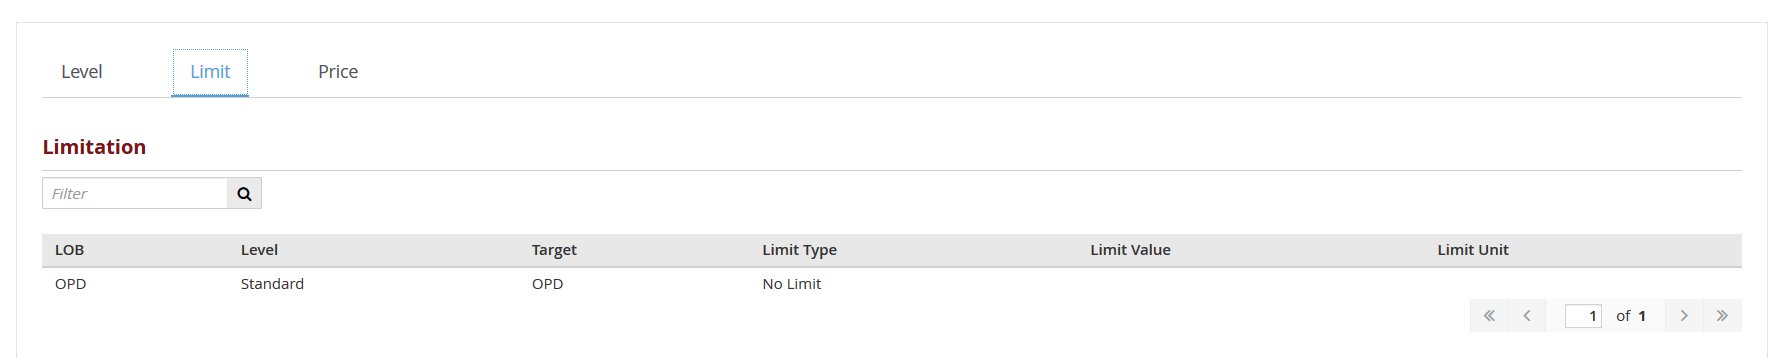 Level Limit Price
Limitation
Filter
LOB Level Target Limit Type Limit Value Limit Unit
OPD Standard OPD No Limit
1 of 1